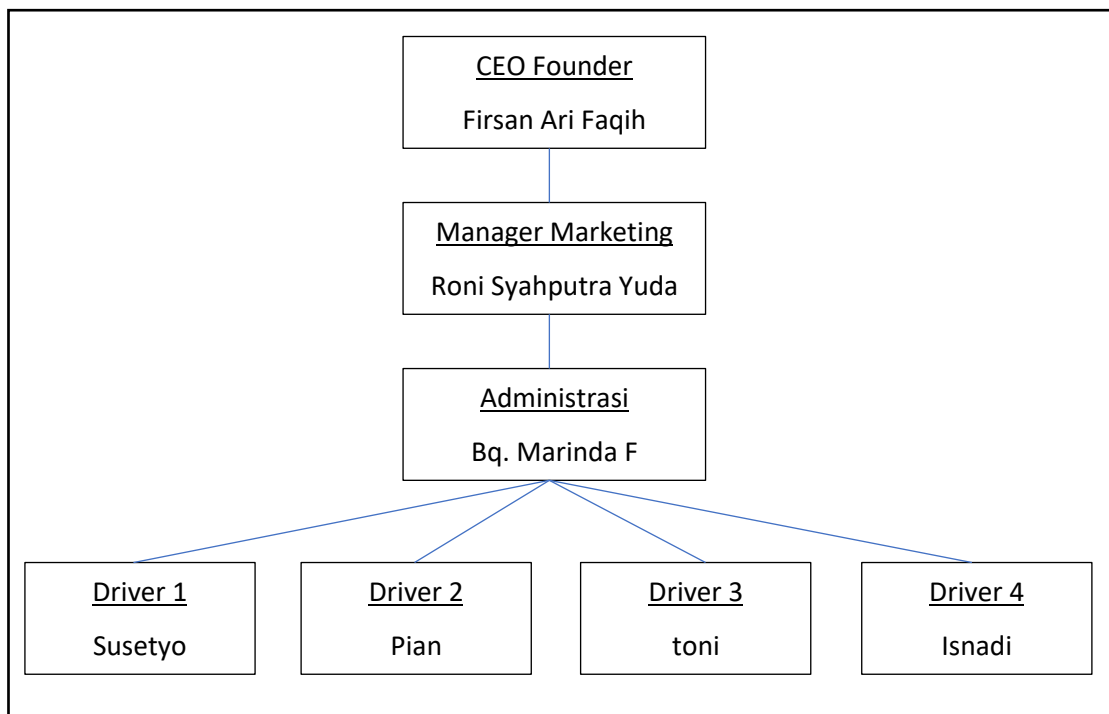 CEO Founder
Firsan Ari Faqih
Manager Marketing
Roni Syahputra Yuda
Administrasi
Bq. Marinda F
Driver 1
Susetyo
Driver 2
Pian
Driver 3
toni
Driver 4
Isnadi